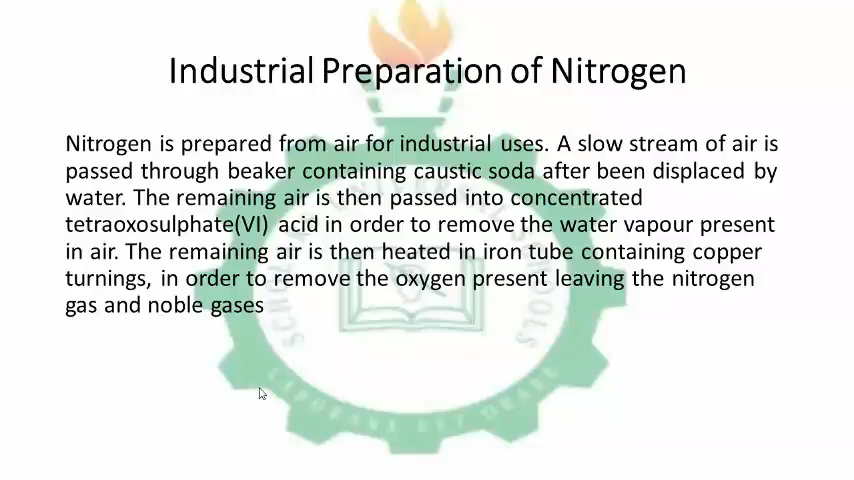 Industrial Preparation of Nitrogen
Nitrogen is prepared from air for industrial uses. A slow stream of air is
passed through beaker containing caustic soda after been displaced by
water. The remaining air is then passed into concentrated
tetraoxosulphate(VI) acid in order to remove the water vapour present
in air. The remaining air is then heated in iron tube containing copper
turnings, in order to remove the oxygen present leaving the nitrogen
gas and noble gases